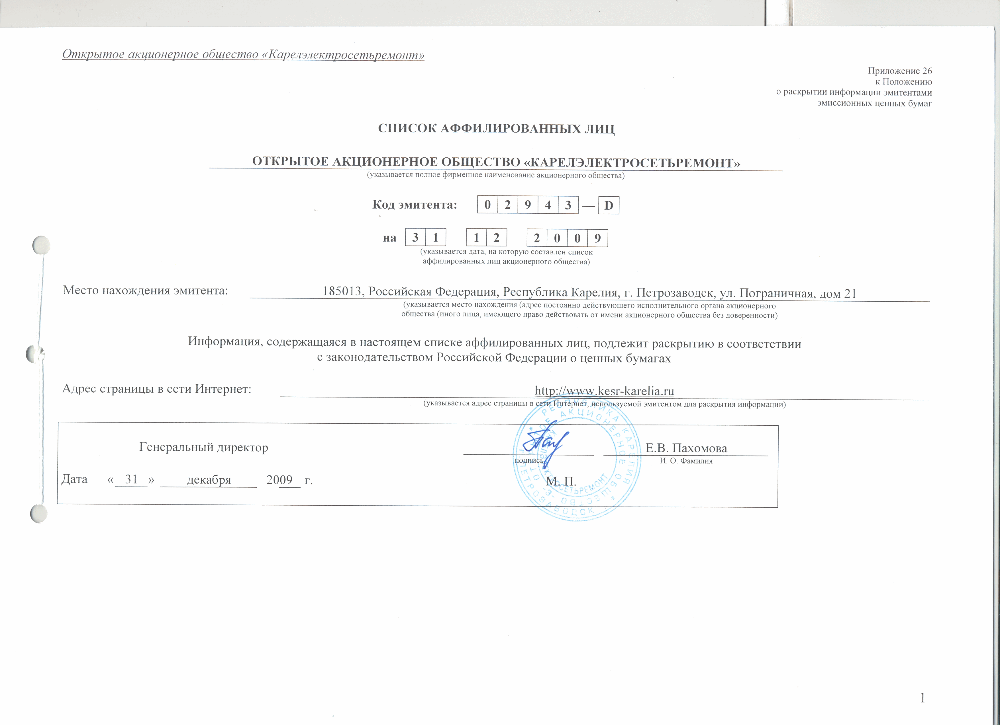 Открытое акционерное общество «Карелэлектросетьремонт»
Приложение 26
к Положению
о раскрытии информации эмитентами
эмиссионных ценных бумаг
СПИСОК АФФИЛИРОВАННЫХ ЛИЦ
ОТКРЫТОЕ АКЦИОНЕРНОЕ ОБЩЕСТВО «КАРЕЛЭЛЕКТРОСЕТЬРЕМОНТ»
(указывается полное фирменное наименование акционерного общества)
Код эмитента: 0 2 9 4 3 — D
на 3 1 1 2 2 0 0 9
(указывается дата, на которую составлен список
аффилированных лиц акционерного общества)
Место нахождения эмитента: 185013, Российская Федерация, Республика Карелия, г. Петрозаводск, ул. Пограничная, дом 21
(указывается место нахождения (адрес постоянно действующего исполнительного органа акционерного
общества (иного лица, имеющего право действовать от имени акционерного общества без доверенности)
Информация, содержащаяся в настоящем списке аффилированных лиц, подлежит раскрытию в соответствии
с законодательством Российской Федерации о ценных бумагах
Адрес страницы в сети Интернет: http://www.kesr-karelia.ru
(указывается адрес страницы в сети Интернет, используемой эмитентом для раскрытия информации)
Генеральный директор Е.В. Пахомова
подпись И. О. Фамилия
Дата « 31 » декабря 2009 г. М. П.
РЕСПУБЛИКА КАРЕЛИЯ * Г. ПЕТРОЗАВОДСК *
АКЦИОНЕРНОЕ ОБЩЕСТВО
1